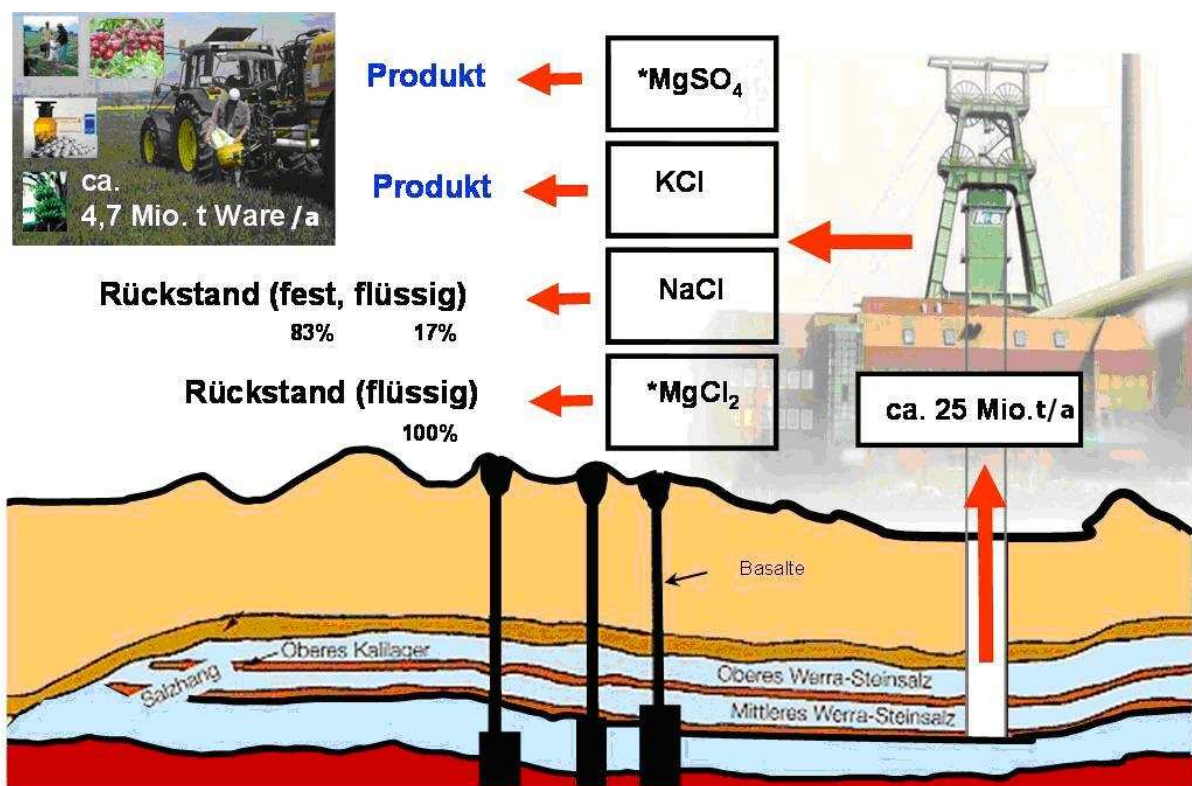 Produkt
*MgSO₄
ca.
4,7 Mio. t Ware /a
Produkt
KCl
Rückstand (fest, flüssig)
83% 17%
NaCl
Rückstand (flüssig)
100%
*MgCl₂
ca. 25 Mio.t/a
Basalte
Oberes Kalilager
Salzhang
Oberes Werra-Steinsalz
Mittleres Werra-Steinsalz